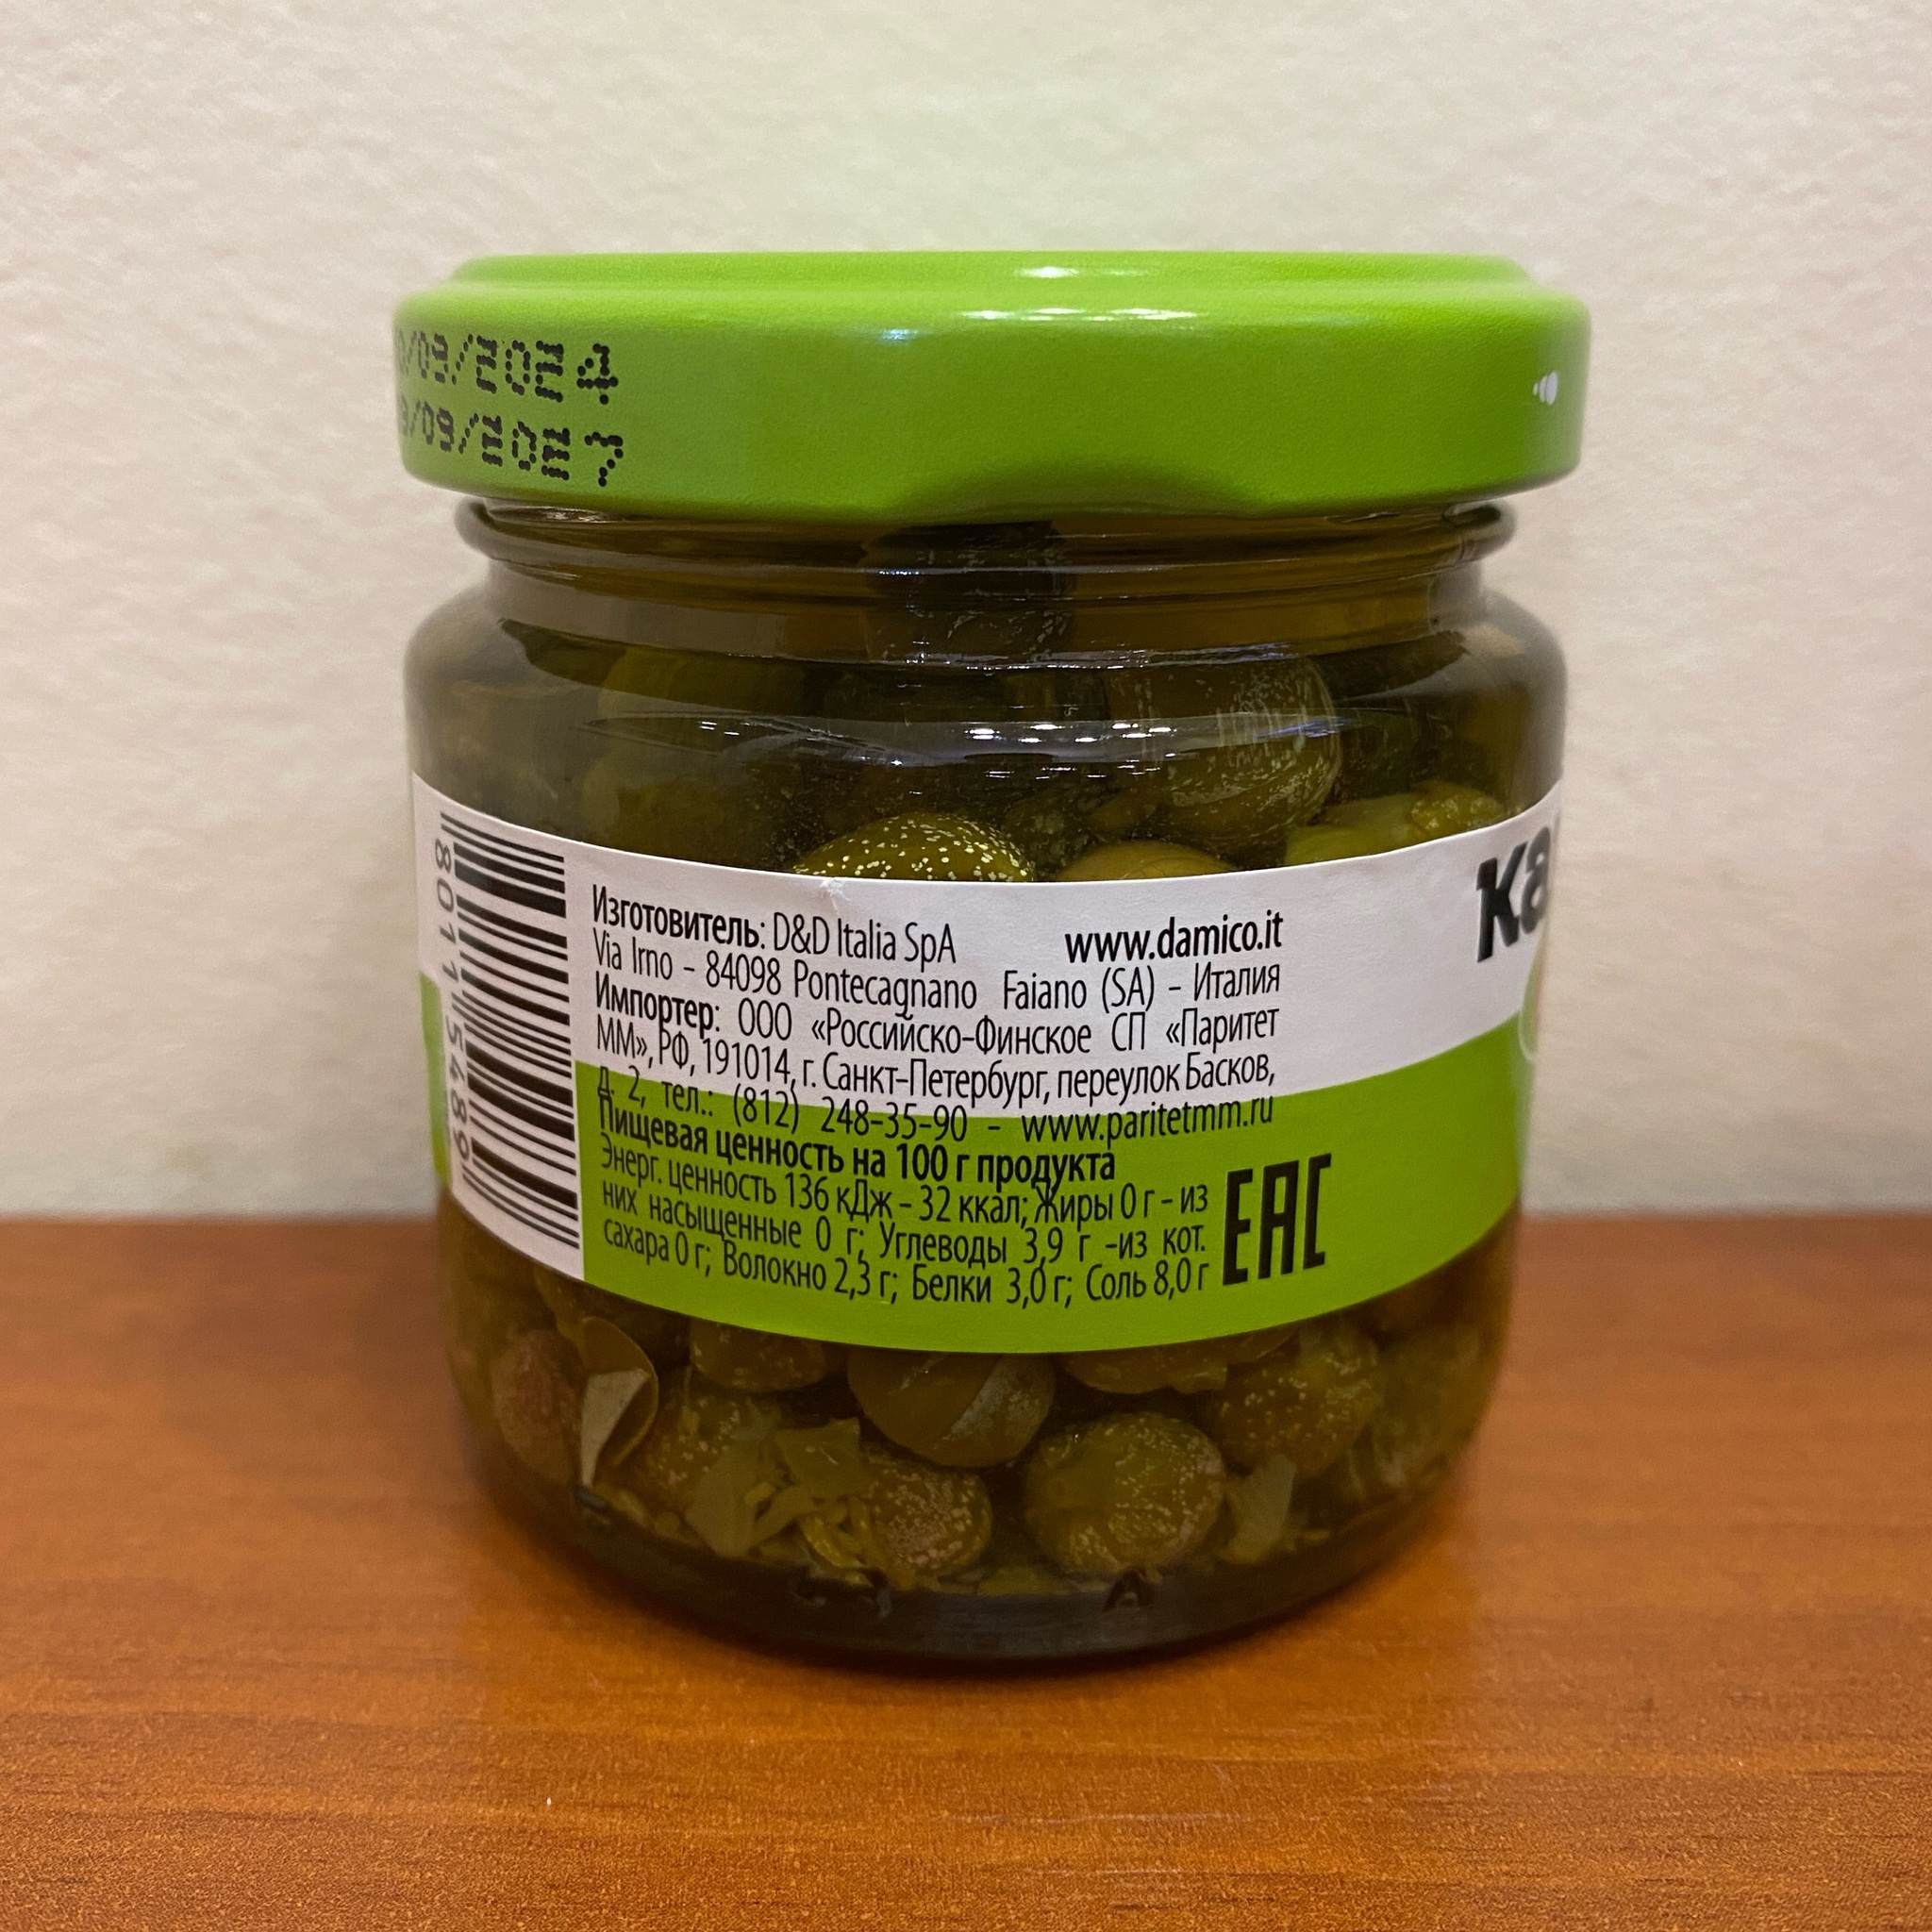 0/09/2024
9/09/2027
Изготовитель: D&D Italia SpA www.damico.it
Via Irno - 84098 Pontecagnano Faiano (SA) - Италия
Импортер: ООО «Российско-Финское СП «Паритет
ММ», РФ, 191014, г. Санкт-Петербург, переулок Басков,
д. 2, тел.: (812) 248-35-90 - www.paritetmm.ru
Пищевая ценность на 100 г продукта
Энерг. ценность 136 кДж - 32 ккал; Жиры 0 г - из
них насыщенные 0 г; Углеводы 3,9 г -из кот.
сахара 0 г; Волокно 2,3 г; Белки 3,0 г; Соль 8,0 г
EAC
8011 54891